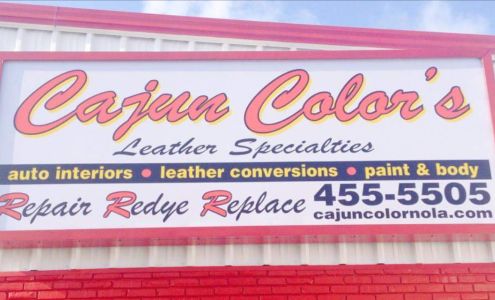 Cajun Color's
Leather Specialties
auto interiors • leather conversions • paint & body
Repair Redye Replace 455-5505
cajuncolornola.com